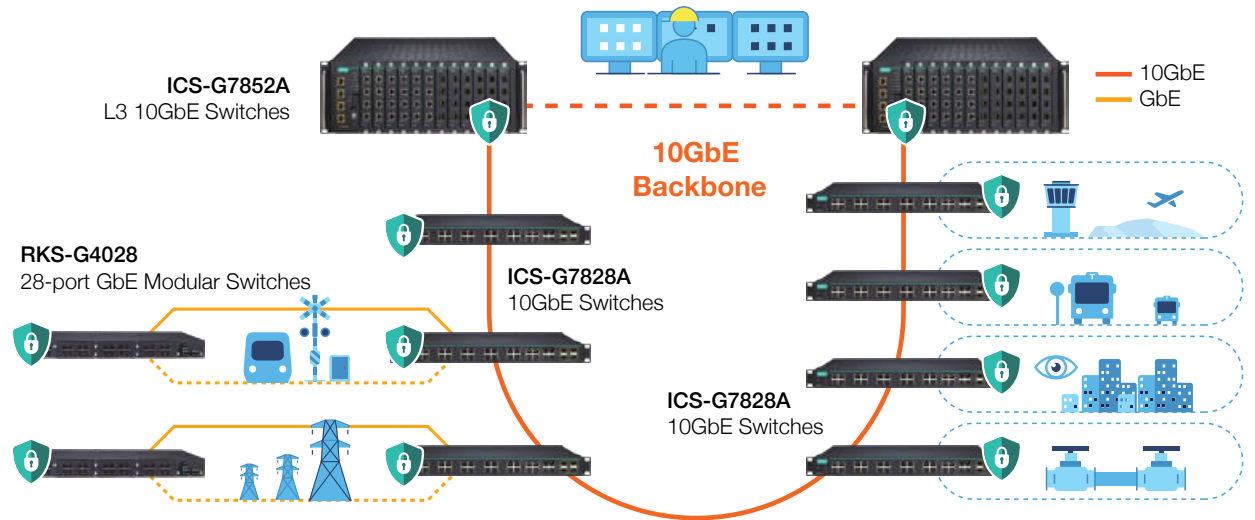 ICS-G7852A
L3 10GbE Switches
10GbE
GbE
10GbE
Backbone
RKS-G4028
28-port GbE Modular Switches
ICS-G7828A
10GbE Switches
ICS-G7828A
10GbE Switches